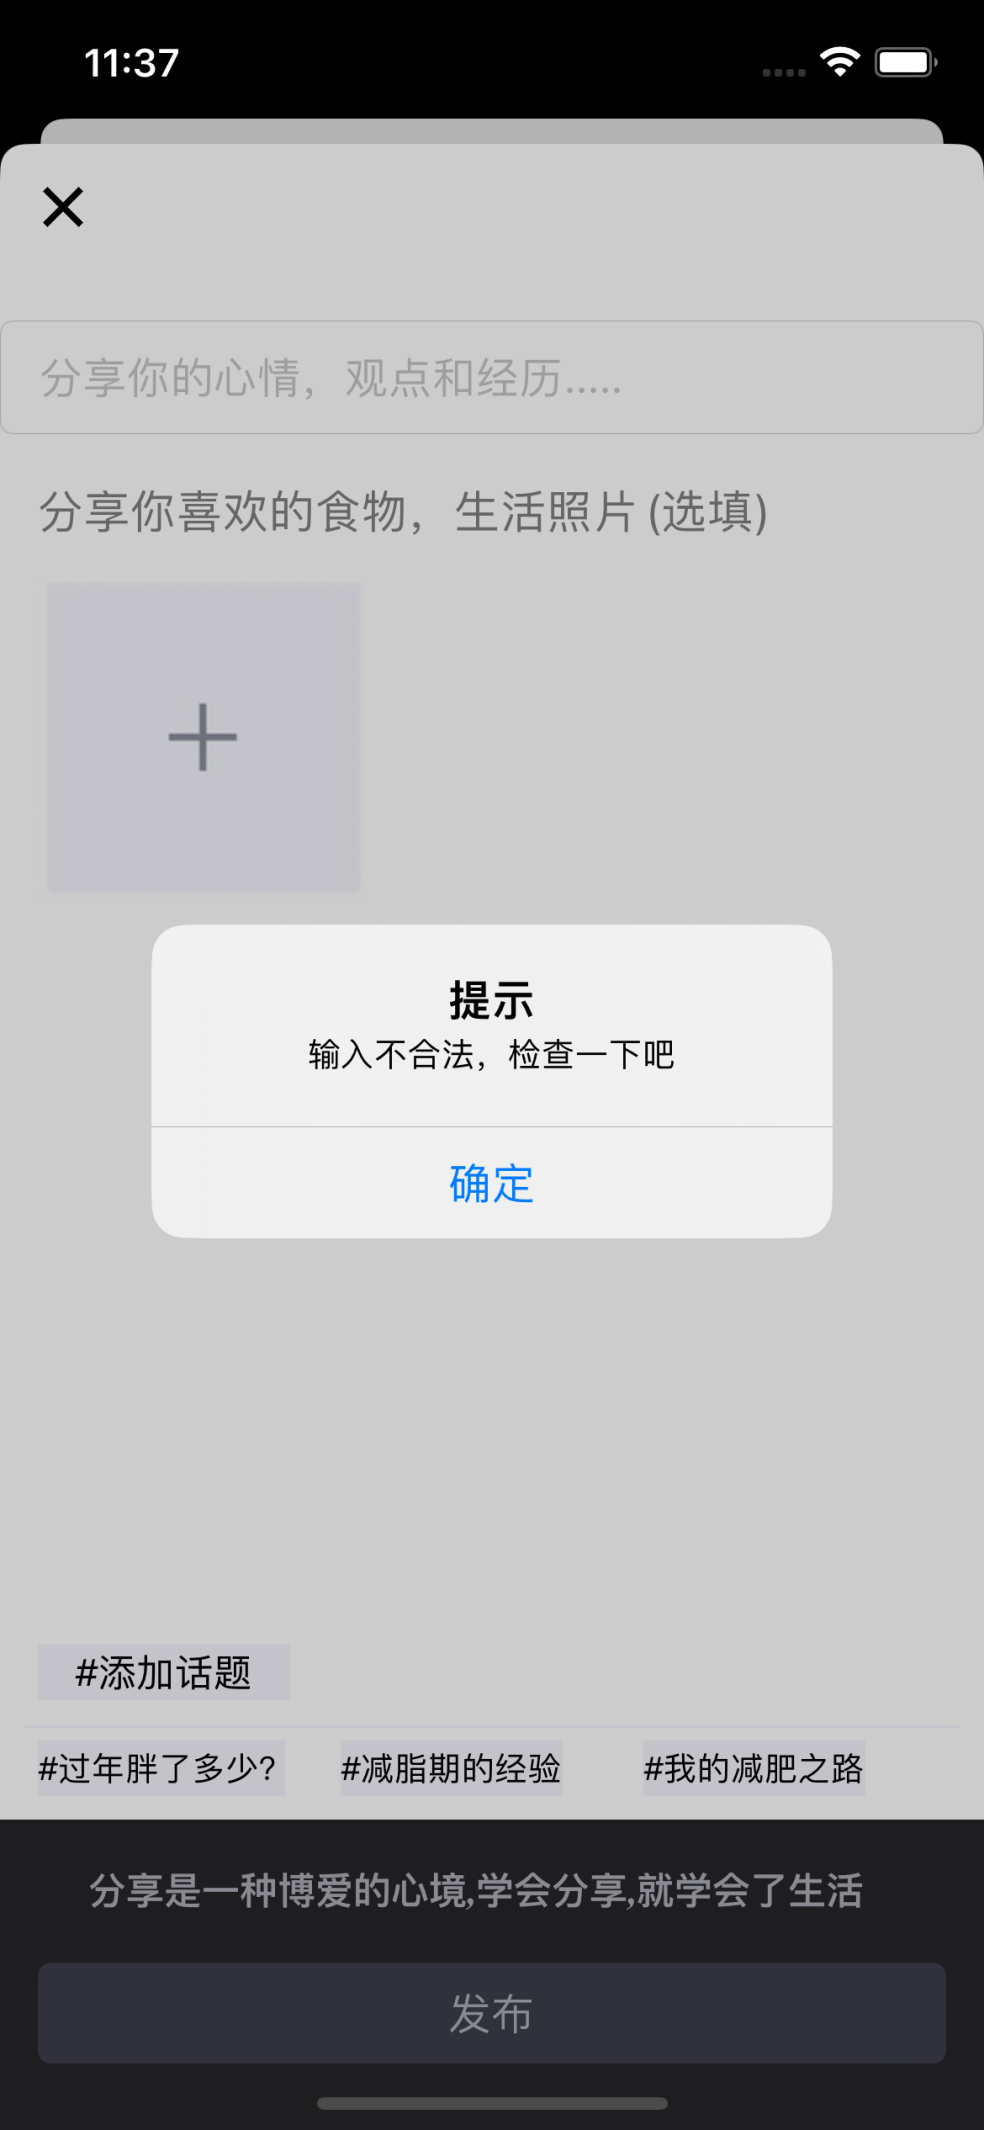 11:37
分享你的心情，观点和经历.....
分享你喜欢的食物，生活照片(选填)
提示
输入不合法，检查一下吧
确定
#添加话题
#过年胖了多少?
#减脂期的经验
#我的减肥之路
分享是一种博爱的心境,学会分享,就学会了生活
发布